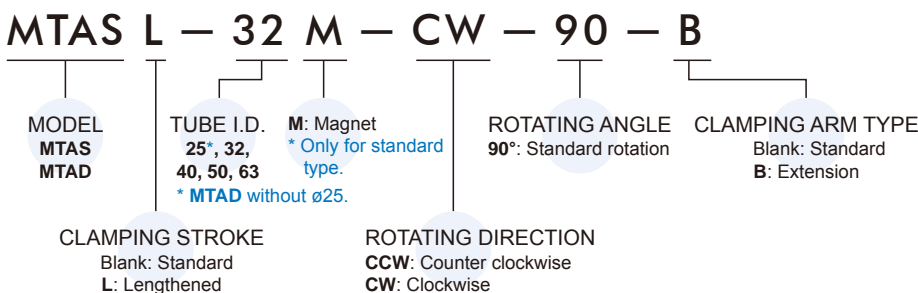 MTAS L – 32 M – CW – 90 – B
MODEL
MTAS
MTAD
TUBE I.D.
25*, 32,
40, 50, 63
* MTAD without ø25.
M: Magnet
* Only for standard
type.
ROTATING ANGLE
90°: Standard rotation
CLAMPING ARM TYPE
Blank: Standard
B: Extension
CLAMPING STROKE
Blank: Standard
L: Lengthened
ROTATING DIRECTION
CCW: Counter clockwise
CW: Clockwise